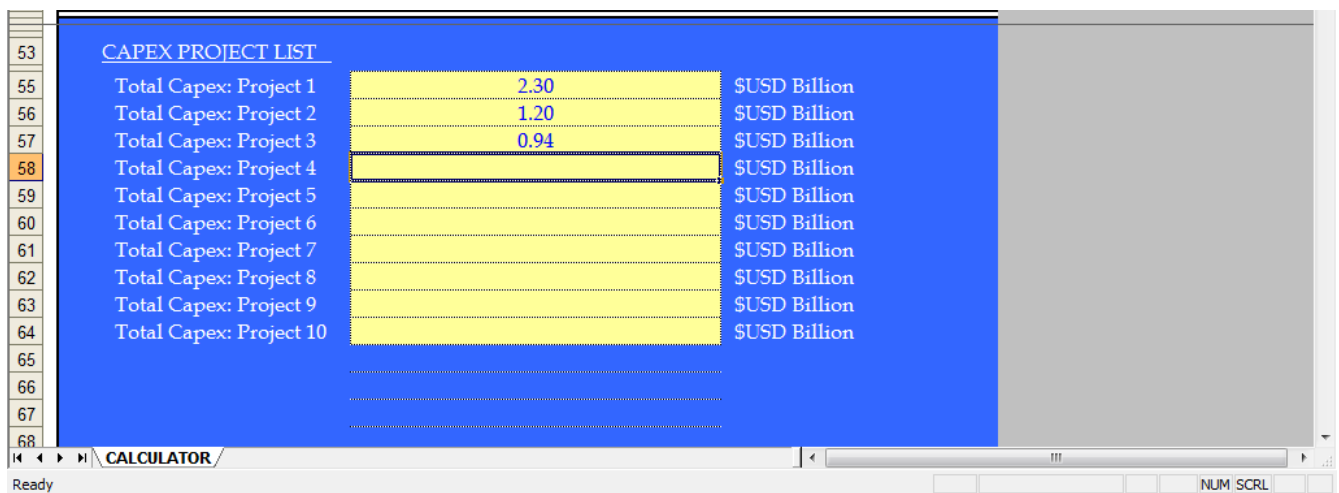 53 CAPEX PROJECT LIST
55 Total Capex: Project 1 2.30 $USD Billion
56 Total Capex: Project 2 1.20 $USD Billion
57 Total Capex: Project 3 0.94 $USD Billion
58 Total Capex: Project 4 $USD Billion
59 Total Capex: Project 5 $USD Billion
60 Total Capex: Project 6 $USD Billion
61 Total Capex: Project 7 $USD Billion
62 Total Capex: Project 8 $USD Billion
63 Total Capex: Project 9 $USD Billion
64 Total Capex: Project 10 $USD Billion
65
66
67
68
CALCULATOR
Ready NUM SCRL